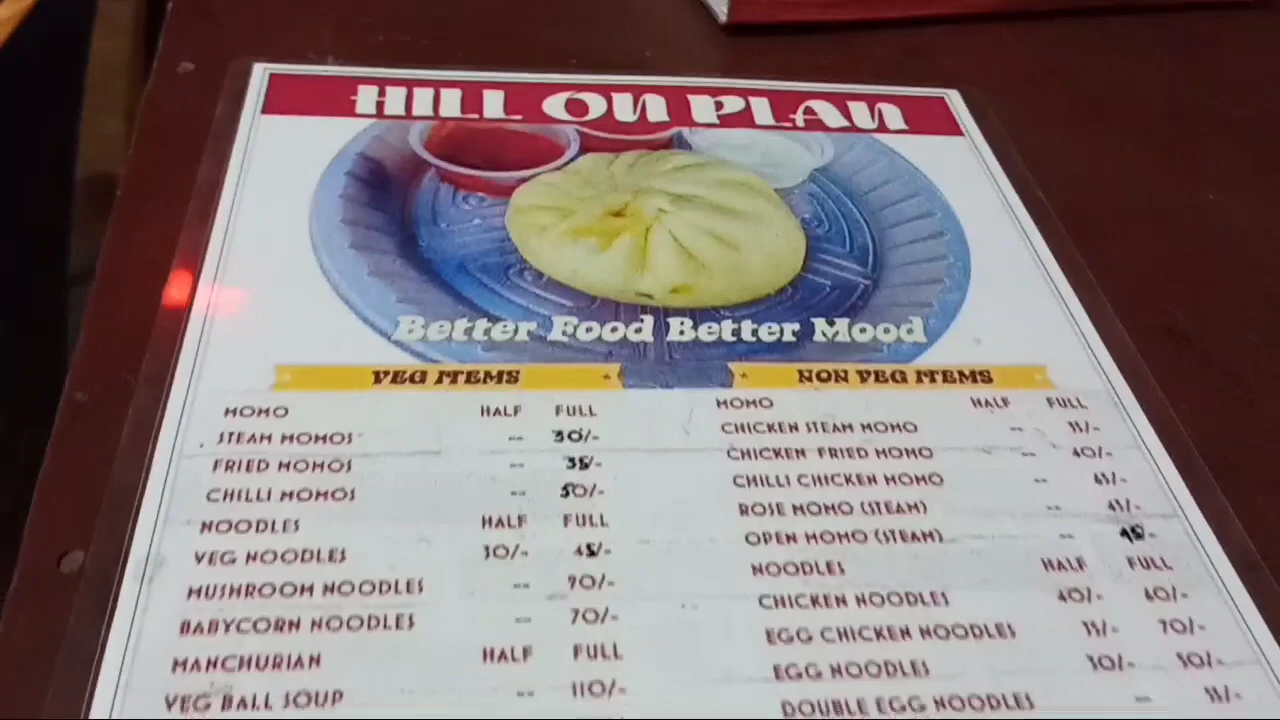 HILL ON PLAN
Better Food Better Mood
VEG ITEMS
MOMO HALF FULL
STEAM MOMOS -- 30/-
FRIED MOMOS -- 35/-
CHILLI MOMOS -- 50/-
NOODLES HALF FULL
VEG NOODLES 30/- 45/-
MUSHROOM NOODLES -- 90/-
BABYCORN NOODLES -- 70/-
MANCHURIAN HALF FULL
VEG BALL SOUP -- 110/-
NON VEG ITEMS
MOMO HALF FULL
CHICKEN STEAM MOMO -- 35/-
CHICKEN FRIED MOMO -- 40/-
CHILLI CHICKEN MOMO --
ROSE MOMO (STEAM) -- 45/-
OPEN MOMO (STEAM) --
NOODLES HALF FULL
CHICKEN NOODLES 40/- 60/-
EGG CHICKEN NOODLES 70/-
EGG NOODLES 30/- 50/-
DOUBLE EGG NOODLES -- 55/-